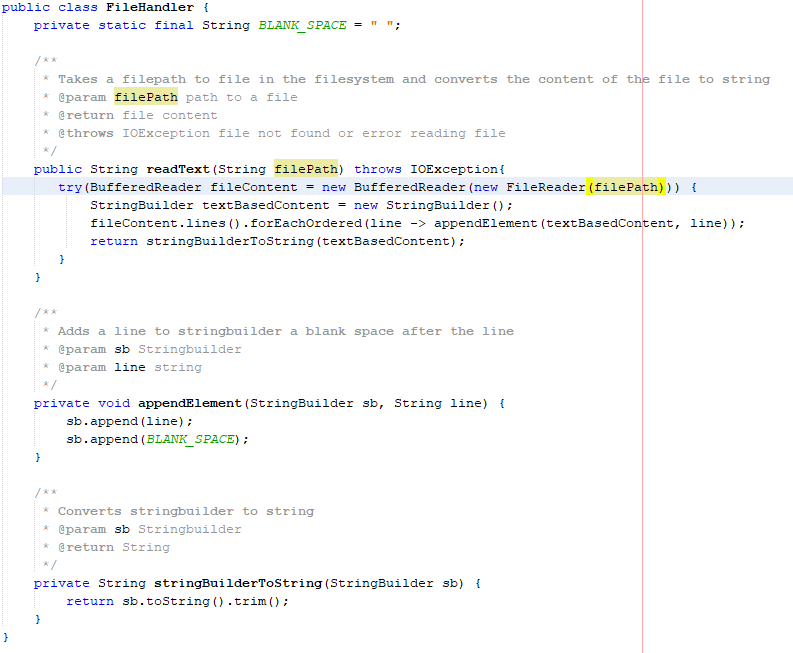 public class FileHandler {
    private static final String BLANK_SPACE = " ";
    /**
     * Takes a filepath to file in the filesystem and converts the content of the file to string
     * @param filePath path to a file
     * @return file content
     * @throws IOException file not found or error reading file
     */
    public String readText(String filePath) throws IOException{
       try(BufferedReader fileContent = new BufferedReader(new FileReader(filePath))) {
           StringBuilder textBasedContent = new StringBuilder();
           fileContent.lines().forEachOrdered(line -> appendElement(textBasedContent, line));
           return stringBuilderToString(textBasedContent);
       }
    }
    /**
     * Adds a line to stringbuilder a blank space after the line
     * @param sb Stringbuilder
     * @param line string
     */
    private void appendElement(StringBuilder sb, String line) {
        sb.append(line);
        sb.append(BLANK_SPACE);
    }
    /**
     * Converts stringbuilder to string
     * @param sb Stringbuilder
     * @return String
     */
    private String stringBuilderToString(StringBuilder sb) {
        return sb.toString().trim();
    }
}